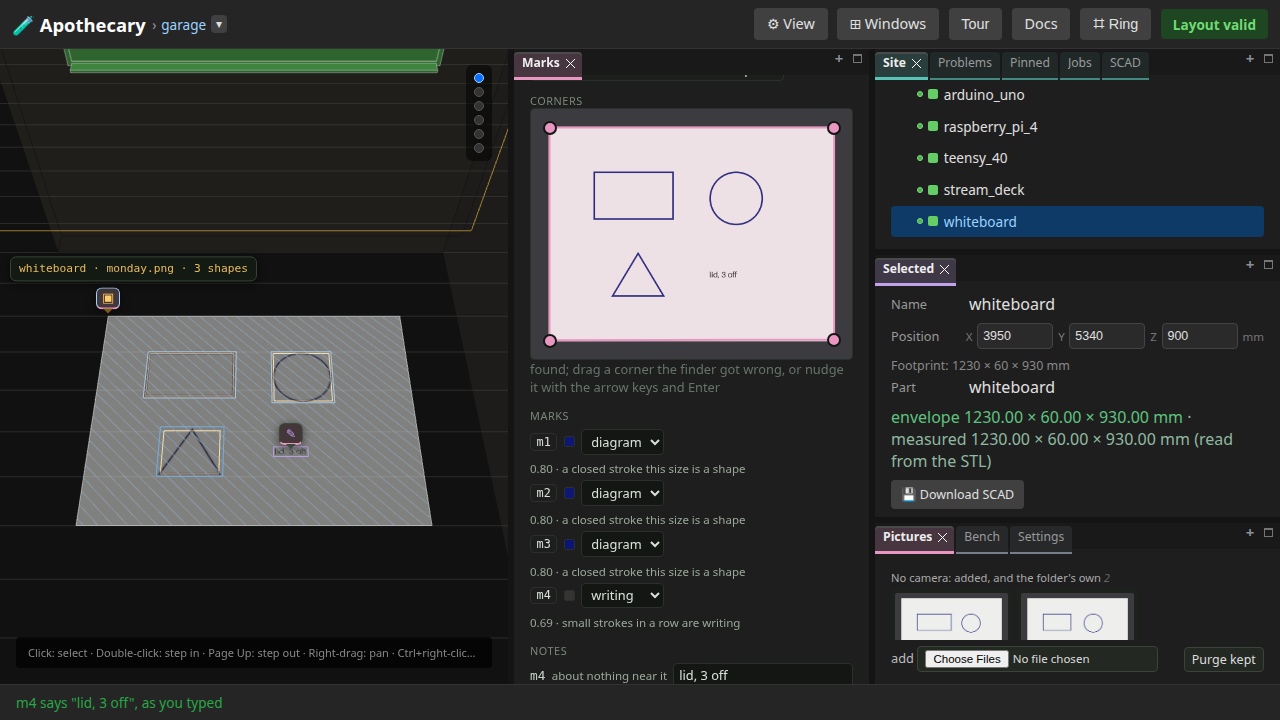 Apothecary › garage ▾
⚙ View
⊞ Windows
Tour
Docs
⌗ Ring
Layout valid
whiteboard · monday.png · 3 shapes
lid, 3 off
Click: select · Double-click: step in · Page Up: step out · Right-drag: pan · Ctrl+right-clic...
Marks
CORNERS
lid, 3 off
found; drag a corner the finder got wrong, or nudge
it with the arrow keys and Enter
MARKS
m1 diagram
0.80 · a closed stroke this size is a shape
m2 diagram
0.80 · a closed stroke this size is a shape
m3 diagram
0.80 · a closed stroke this size is a shape
m4 writing
0.69 · small strokes in a row are writing
NOTES
m4 about nothing near it lid, 3 off
Site Problems Pinned Jobs SCAD
arduino_uno
raspberry_pi_4
teensy_40
stream_deck
whiteboard
Selected
Name whiteboard
Position X 3950 Y 5340 Z 900 mm
Footprint: 1230 × 60 × 930 mm
Part whiteboard
envelope 1230.00 × 60.00 × 930.00 mm ·
measured 1230.00 × 60.00 × 930.00 mm (read
from the STL)
Download SCAD
Pictures Bench Settings
No camera: added, and the folder's own 2
add Choose Files No file chosen
Purge kept
m4 says "lid, 3 off", as you typed